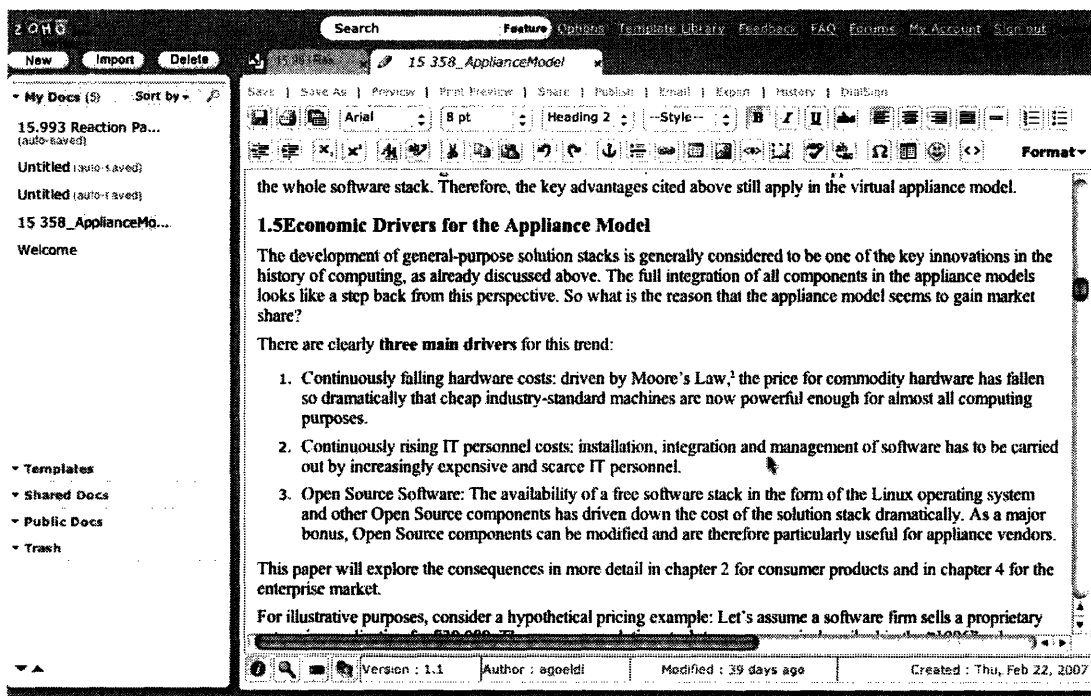 ZOHO
Search Feature Options Template Library Feedback FAQ Forums My Account Sign out
New Import Delete
15 358_ApplianceModel
My Docs (5) Sort by
Save | Save As | Preview | Print Preview | Share | Publish | Email | Export | History | DigiSign
15.993 Reaction Pa...
(auto-saved)
Arial 8 pt Heading 2 --Style-- B I U abc
Untitled (auto-saved)
Format
Untitled (auto-saved)
15 358_ApplianceMo...
Welcome
Templates
Shared Docs
Public Docs
Trash
the whole software stack. Therefore, the key advantages cited above still apply in the virtual appliance model.
1.5Economic Drivers for the Appliance Model
The development of general-purpose solution stacks is generally considered to be one of the key innovations in the
history of computing, as already discussed above. The full integration of all components in the appliance models
looks like a step back from this perspective. So what is the reason that the appliance model seems to gain market
share?
There are clearly three main drivers for this trend:
1. Continuously falling hardware costs: driven by Moore's Law,¹ the price for commodity hardware has fallen
so dramatically that cheap industry-standard machines are now powerful enough for almost all computing
purposes.
2. Continuously rising IT personnel costs: installation, integration and management of software has to be carried
out by increasingly expensive and scarce IT personnel.
3. Open Source Software: The availability of a free software stack in the form of the Linux operating system
and other Open Source components has driven down the cost of the solution stack dramatically. As a major
bonus, Open Source components can be modified and are therefore particularly useful for appliance vendors.
This paper will explore the consequences in more detail in chapter 2 for consumer products and in chapter 4 for the
enterprise market.
For illustrative purposes, consider a hypothetical pricing example: Let's assume a software firm sells a proprietary
Version : 1.1 Author : agoeldi Modified : 39 days ago Created : Thu, Feb 22, 2007